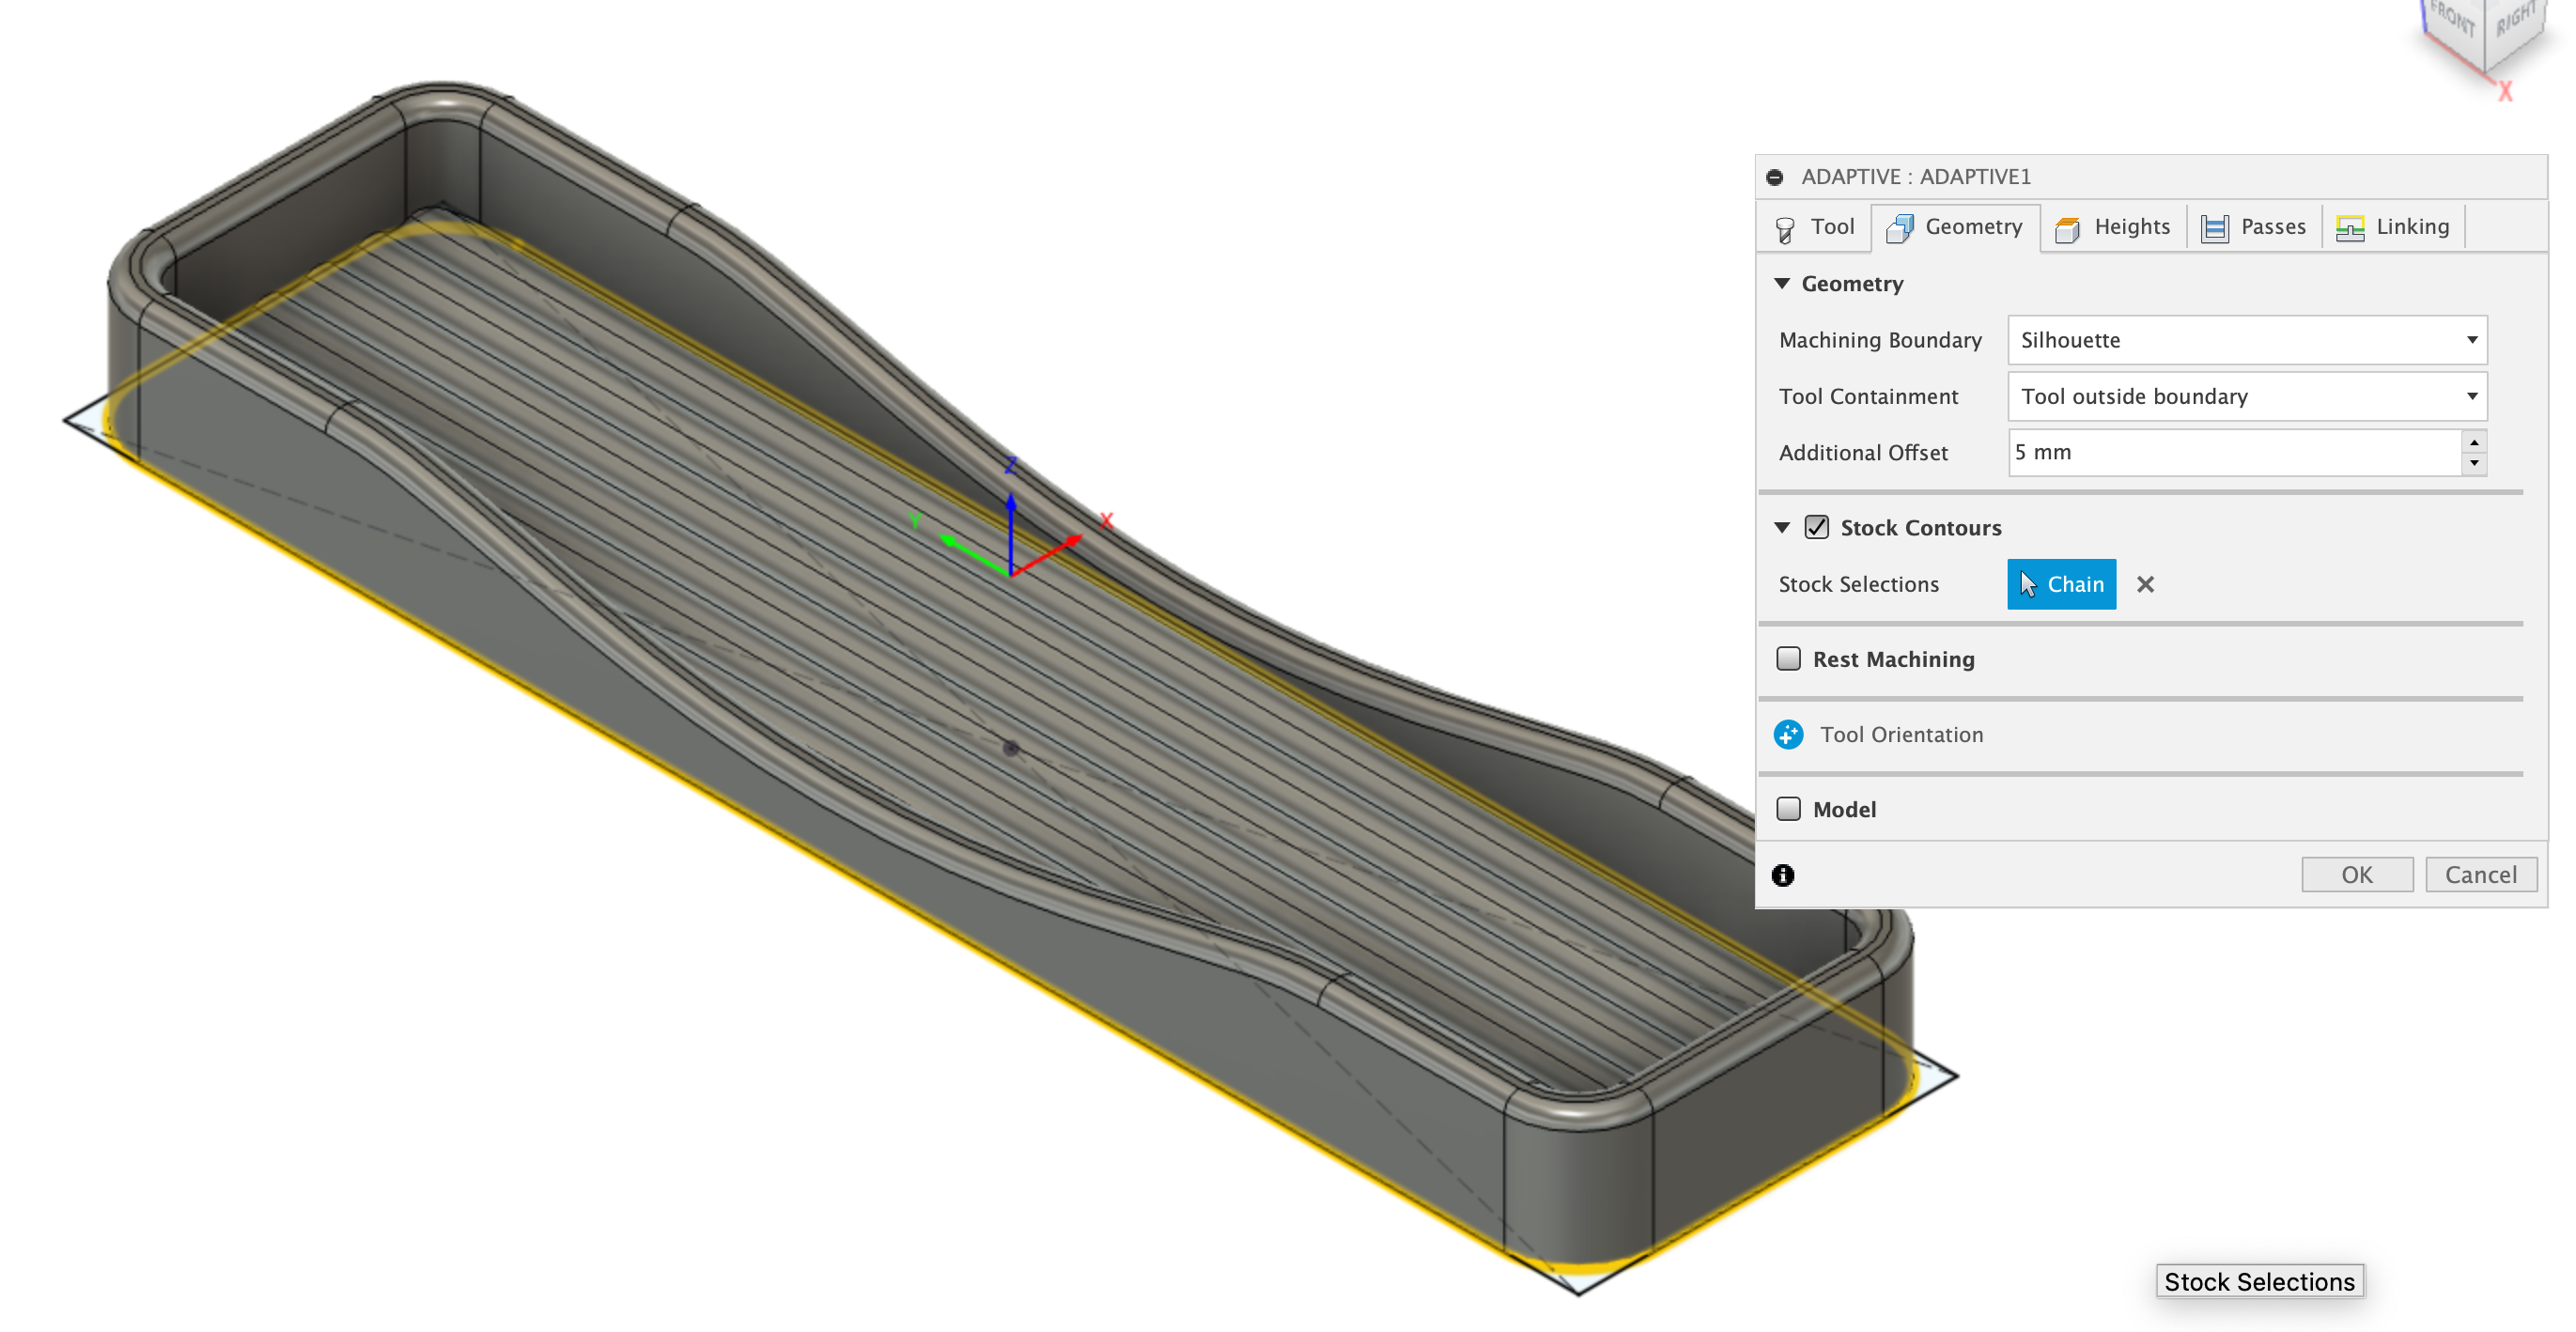 FRONT
RIGHT
X
ADAPTIVE : ADAPTIVE1
Tool
Geometry
Heights
Passes
Linking
Geometry
Machining Boundary
Silhouette
Tool Containment
Tool outside boundary
Additional Offset
5 mm
Stock Contours
Stock Selections
Chain
Rest Machining
Tool Orientation
Model
OK
Cancel
Z
Y
X
Stock Selections